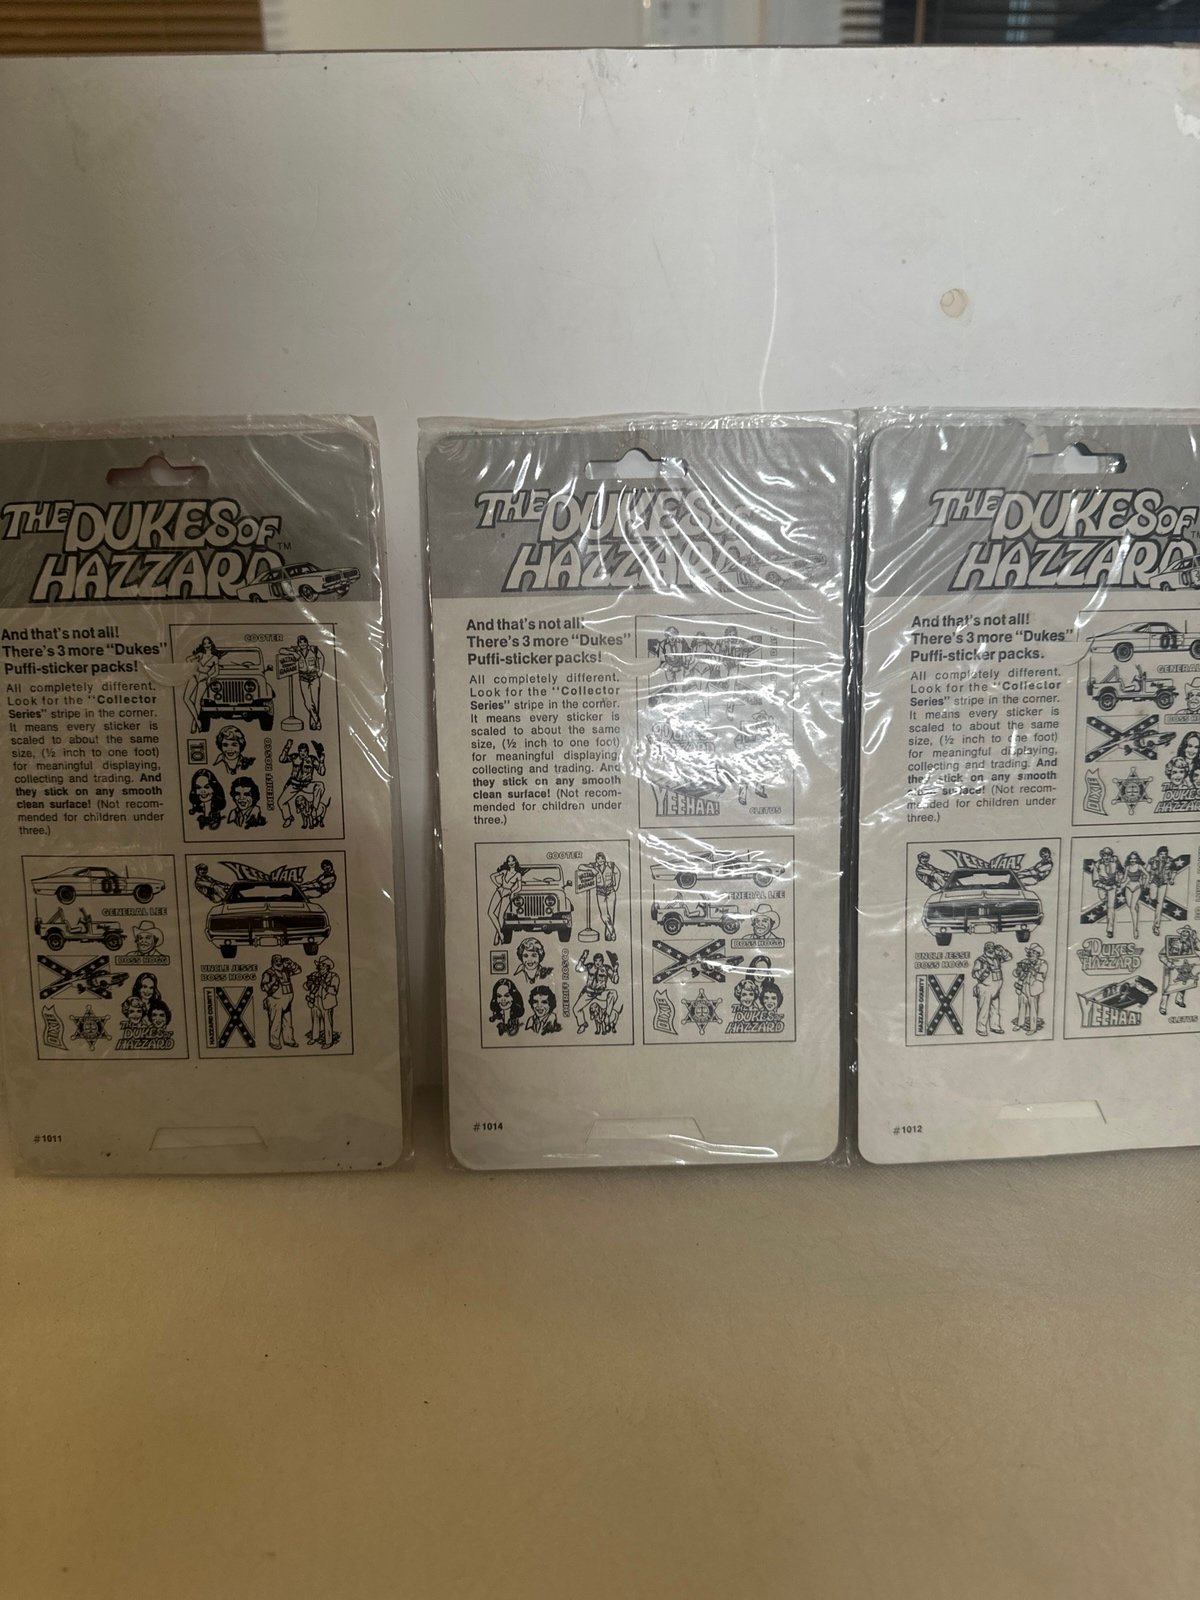 THE DUKES OF
HAZZARD
TM
And that's not all!
There's 3 more "Dukes"
Puffi-sticker packs!
All completely different.
Look for the "Collector
Series" stripe in the corner.
It means every sticker is
scaled to about the same
size, (½ inch to one foot)
for meaningful displaying,
collecting and trading. And
they stick on any smooth
clean surface! (Not recom-
mended for children under
three.)
COOTER
SHERIFF ROSCO
01
GENERAL LEE
BOSS HOGG
DIXIE
THE DUKES OF
HAZZARD
YEEEHAA!
UNCLE JESSE
BOSS HOGG
HAZZARD COUNTY
#1011
THE DUKES OF
HAZZARD
And that's not all!
There's 3 more "Dukes"
Puffi-sticker packs!
All completely different.
Look for the "Collector
Series" stripe in the corner.
It means every sticker is
scaled to about the same
size, (½ inch to one foot)
for meaningful displaying,
collecting and trading. And
they stick on any smooth
clean surface! (Not recom-
mended for children under
three.)
YEEHAA!
CLETUS
COOTER
SHERIFF ROSCO
GENERAL LEE
BOSS HOGG
DIXIE
THE DUKES OF
HAZZARD
#1014
THE DUKES OF
HAZZARD
TM
And that's not all!
There's 3 more "Dukes"
Puffi-sticker packs.
All completely different.
Look for the "Collector
Series" stripe in the corner.
It means every sticker is
scaled to about the same
size, (½ inch to one foot)
for meaningful displaying,
collecting and trading. And
they stick on any smooth
clean surface! (Not recom-
mended for children under
three.)
01
GENERAL
BOSS
DIXIE
THE DUKES OF
HAZZARD
YEEEHAA!
UNCLE JESSE
BOSS HOGG
HAZZARD COUNTY
DUKES OF
HAZZARD
YEEHAA!
CLETUS
#1012